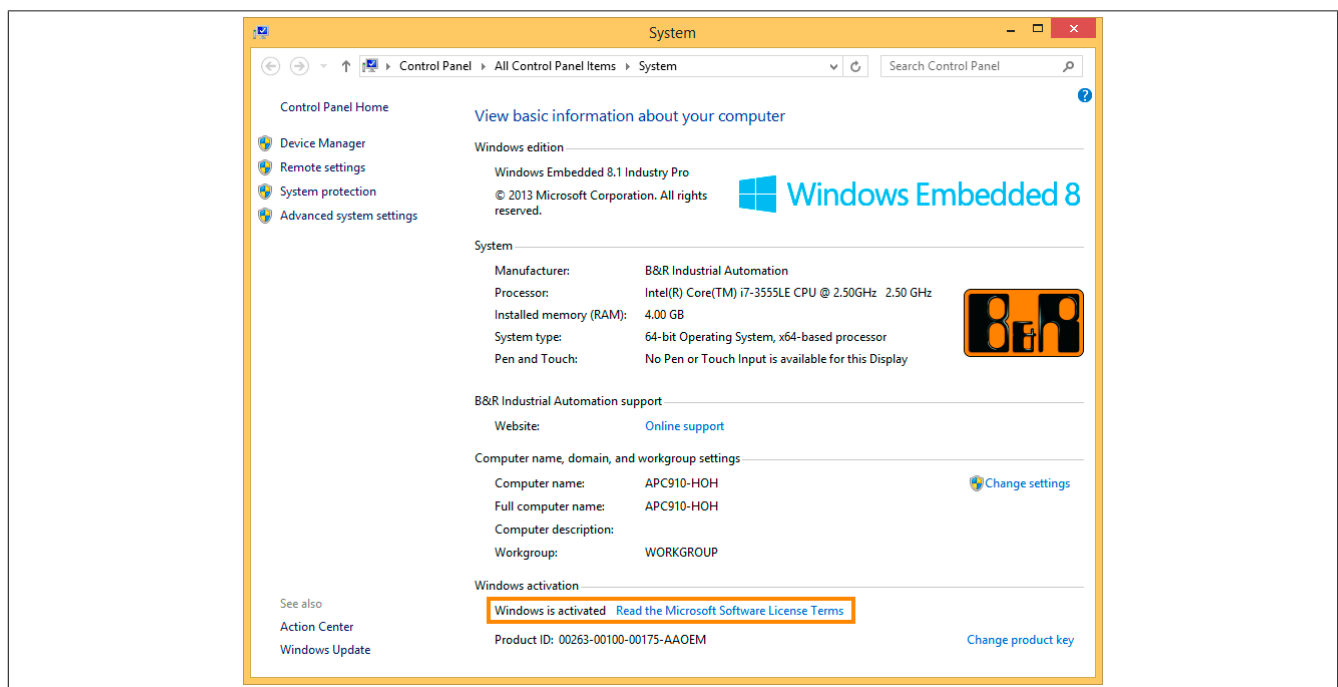 System
Control Panel All Control Panel Items System
Search Control Panel
Control Panel Home
Device Manager
Remote settings
System protection
Advanced system settings
See also
Action Center
Windows Update
View basic information about your computer
Windows edition
Windows Embedded 8.1 Industry Pro
© 2013 Microsoft Corporation. All rights
reserved.
Windows Embedded 8
System
Manufacturer: B&R Industrial Automation
Processor: Intel(R) Core(TM) i7-3555LE CPU @ 2.50GHz 2.50 GHz
Installed memory (RAM): 4.00 GB
System type: 64-bit Operating System, x64-based processor
Pen and Touch: No Pen or Touch Input is available for this Display
B&R
B&R Industrial Automation support
Website: Online support
Computer name, domain, and workgroup settings
Computer name: APC910-HOH
Change settings
Full computer name: APC910-HOH
Computer description:
Workgroup: WORKGROUP
Windows activation
Windows is activated Read the Microsoft Software License Terms
Product ID: 00263-00100-00175-AAOEM
Change product key